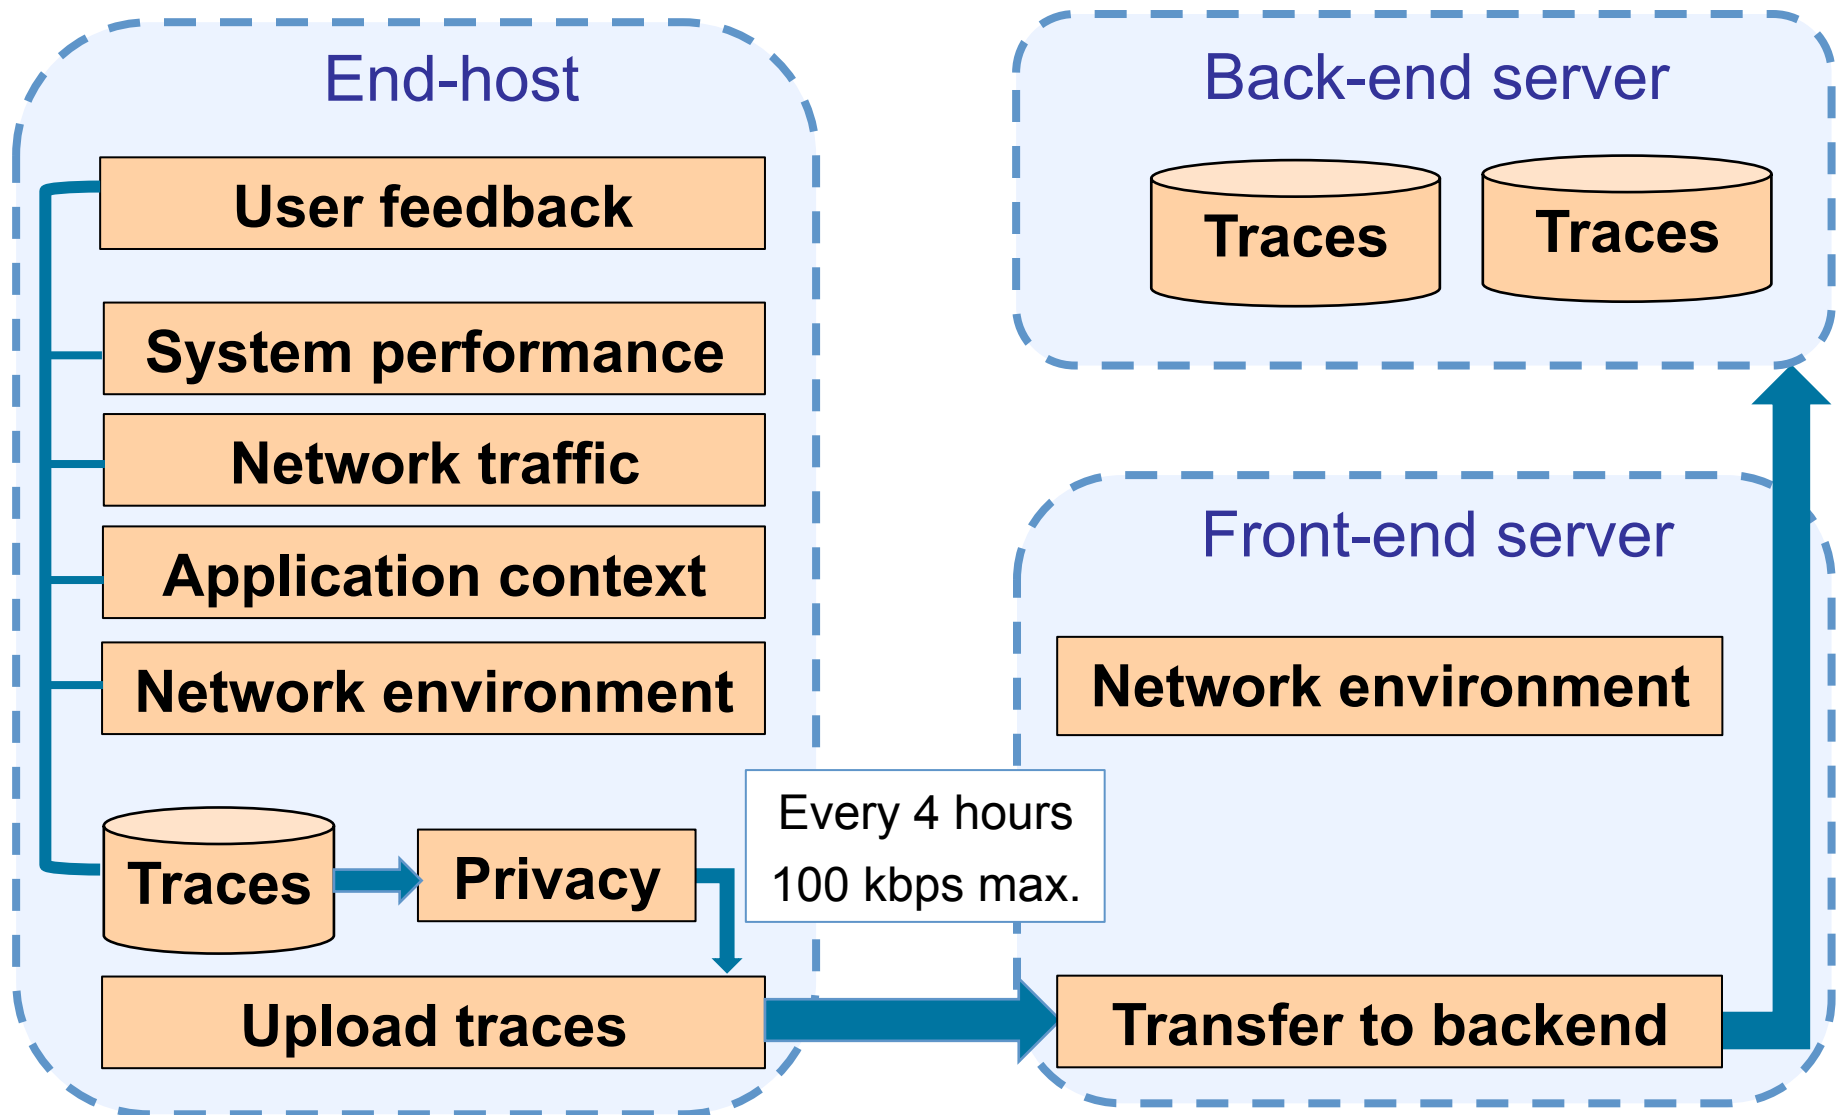 End-host
User feedback
System performance
Network traffic
Application context
Network environment
Traces
Privacy
Upload traces
Every 4 hours
100 kbps max.
Back-end server
Traces
Traces
Front-end server
Network environment
Transfer to backend